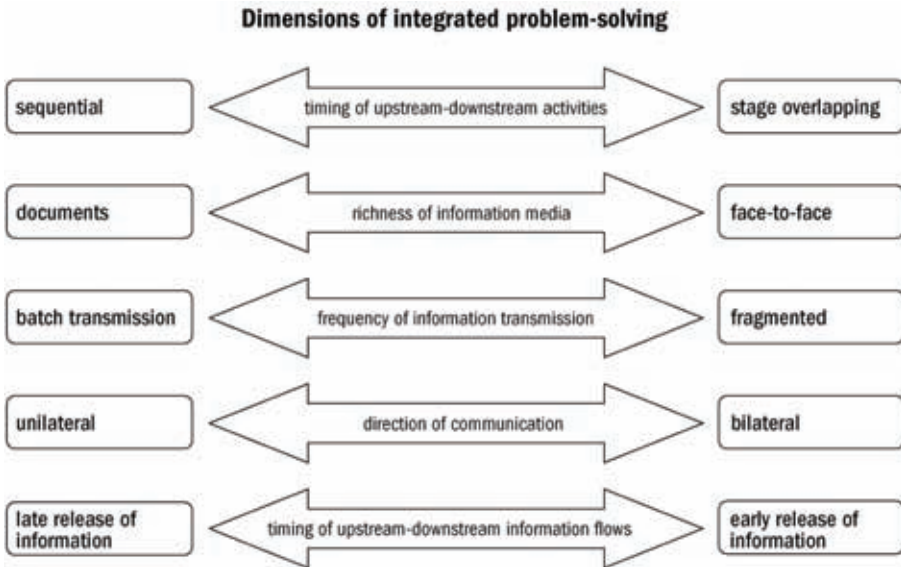 Dimensions of integrated problem-solving
sequential
timing of upstream-downstream activities
stage overlapping
documents
richness of information media
face-to-face
batch transmission
frequency of information transmission
fragmented
unilateral
direction of communication
bilateral
late release of
information
timing of upstream-downstream information flows
early release of
information